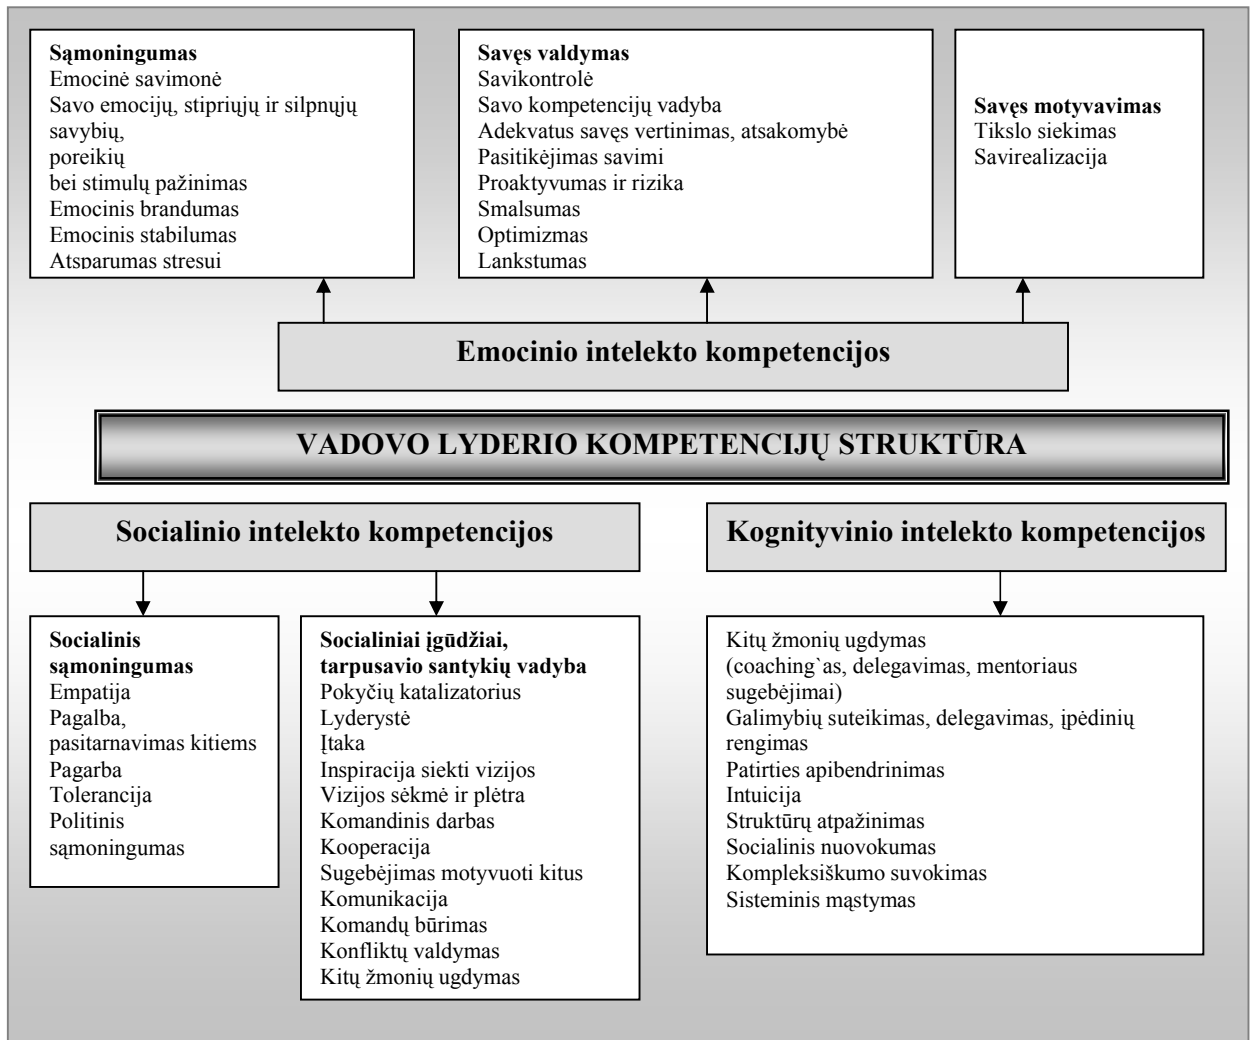 Sąmoningumas
Emocinė savimonė
Savo emocijų, stipriųjų ir silpnųjų
savybių,
poreikių
bei stimulų pažinimas
Emocinis brandumas
Emocinis stabilumas
Atsparumas stresui
Savęs valdymas
Savikontrolė
Savo kompetencijų vadyba
Adekvatus savęs vertinimas, atsakomybė
Pasitikėjimas savimi
Proaktyvumas ir rizika
Smalsumas
Optimizmas
Lankstumas
Savęs motyvavimas
Tikslo siekimas
Savirealizacija
Emocinio intelekto kompetencijos
VADOVO LYDERIO KOMPETENCIJŲ STRUKTŪRA
Socialinio intelekto kompetencijos
Kognityvinio intelekto kompetencijos
Socialinis
sąmoningumas
Empatija
Pagalba,
pasitarnavimas kitiems
Pagarba
Tolerancija
Politinis
sąmoningumas
Socialiniai įgūdžiai,
tarpusavio santykių vadyba
Pokyčių katalizatorius
Lyderystė
Įtaka
Inspiracija siekti vizijos
Vizijos sėkmė ir plėtra
Komandinis darbas
Kooperacija
Sugebėjimas motyvuoti kitus
Komunikacija
Komandų būrimas
Konfliktų valdymas
Kitų žmonių ugdymas
Kitų žmonių ugdymas
(coaching`as, delegavimas, mentoriaus
sugebėjimai)
Galimybių suteikimas, delegavimas, įpėdinių
rengimas
Patirties apibendrinimas
Intuicija
Struktūrų atpažinimas
Socialinis nuovokumas
Kompleksiškumo suvokimas
Sisteminis mąstymas